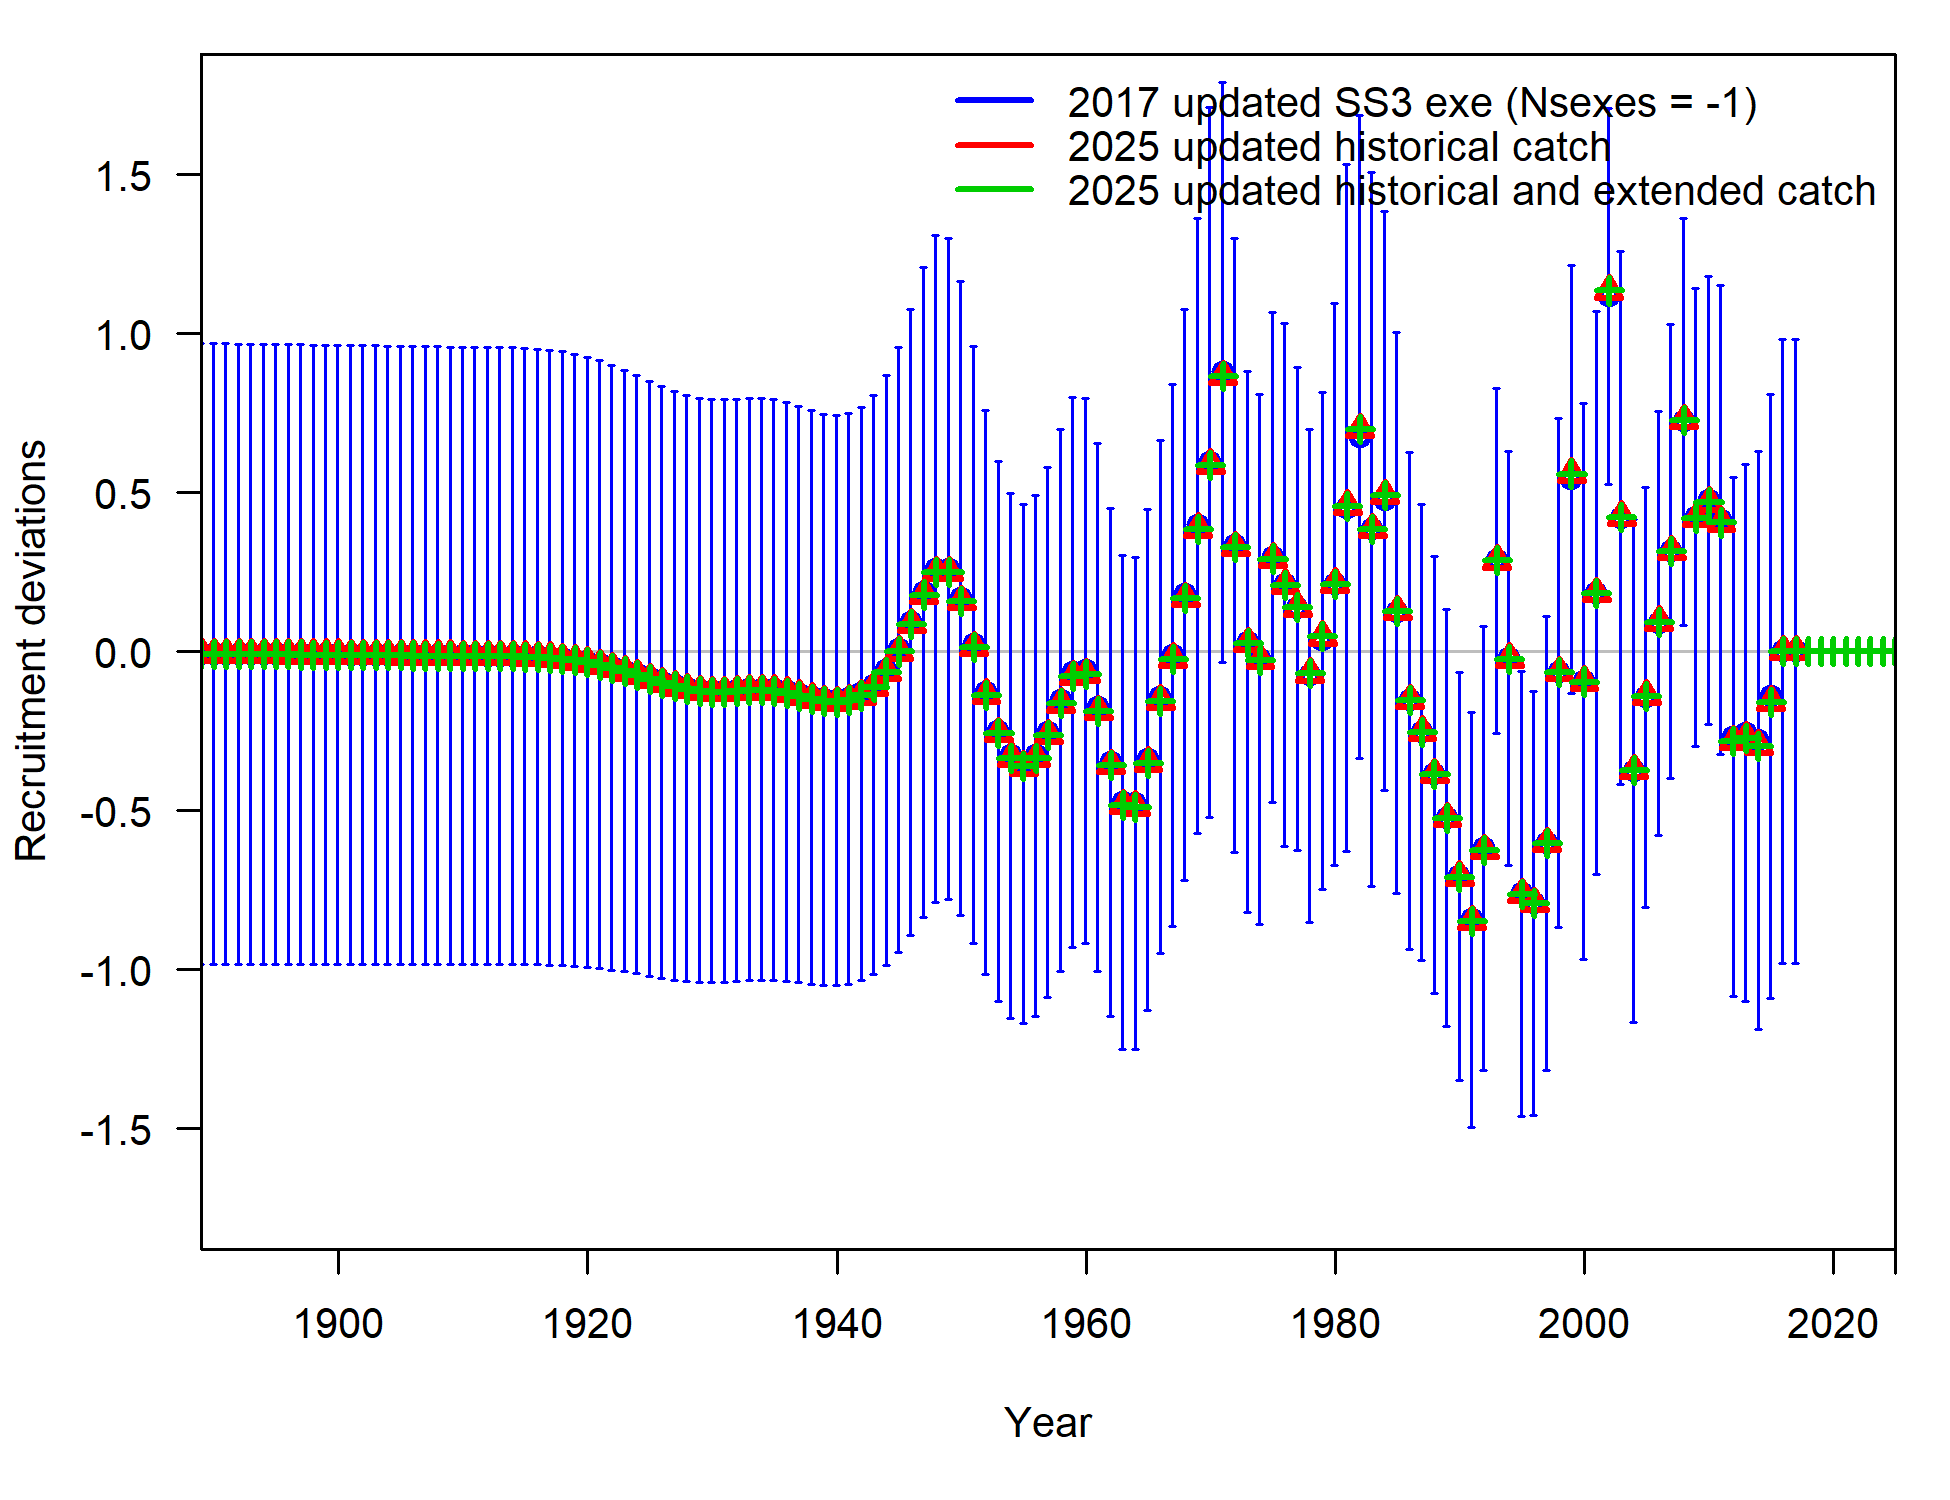 2017 updated SS3 exe (Nsexes = -1)
2025 updated historical catch
2025 updated historical and extended catch
1.5
1.0
0.5
0.0
-0.5
-1.0
-1.5
Recruitment deviations
1900 1920 1940 1960 1980 2000 2020
Year